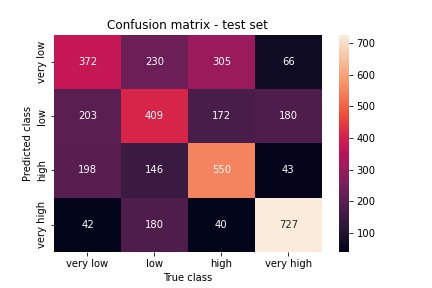 Confusion matrix - test set
Predicted class
very low 372 230 305 66
low 203 409 172 180
high 198 146 550 43
very high 42 180 40 727
very low low high very high
True class
700
600
500
400
300
200
100